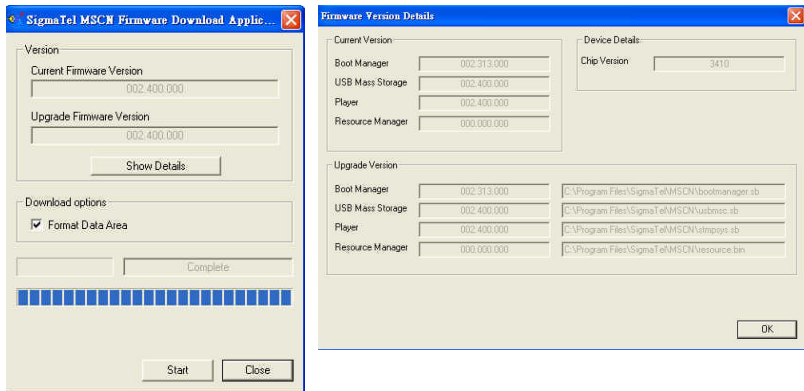 SigmaTel MSCN Firmware Download Applic...
Version
Current Firmware Version
002.400.000
Upgrade Firmware Version
002.400.000
Show Details
Download options
Format Data Area
Complete
Start
Close
Firmware Version Details
Current Version
Boot Manager
002.313.000
USB Mass Storage
002.400.000
Player
002.400.000
Resource Manager
000.000.000
Device Details
Chip Version
3410
Upgrade Version
Boot Manager
002.313.000
C:\Program Files\SigmaTel\MSCN\bootmanager.sb
USB Mass Storage
002.400.000
C:\Program Files\SigmaTel\MSCN\usbmsc.sb
Player
002.400.000
C:\Program Files\SigmaTel\MSCN\stmpsys.sb
Resource Manager
000.000.000
C:\Program Files\SigmaTel\MSCN\resource.bin
OK